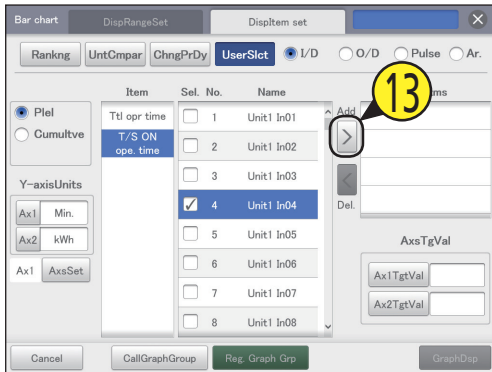 Bar chart DispRangeSet DispItem set
Rankng UntCmpar ChngPrDy UserSlct I/D O/D Pulse Ar.
13
Item Sel. No. Name Add
Plel
Cumultve
Ttl opr time
T/S ON
ope. time
1 Unit1 In01
2 Unit1 In02
3 Unit1 In03
4 Unit1 In04
5 Unit1 In05
6 Unit1 In06
7 Unit1 In07
8 Unit1 In08
>
<
Del.
Y-axisUnits
Ax1 Min.
Ax2 kWh
Ax1 AxsSet
AxsTgVal
Ax1TgtVal
Ax2TgtVal
Cancel CallGraphGroup Reg. Graph Grp GraphDsp